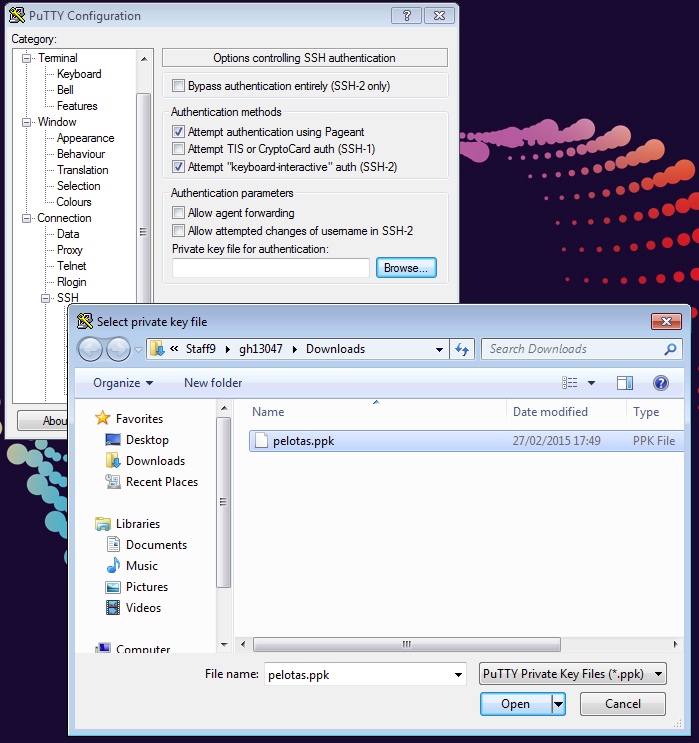 PuTTY Configuration
Category:
Terminal
Keyboard
Bell
Features
Window
Appearance
Behaviour
Translation
Selection
Colours
Connection
Data
Proxy
Telnet
Rlogin
SSH
Abou
Options controlling SSH authentication
Bypass authentication entirely (SSH-2 only)
Authentication methods
Attempt authentication using Pageant
Attempt TIS or CryptoCard auth (SSH-1)
Attempt "keyboard-interactive" auth (SSH-2)
Authentication parameters
Allow agent forwarding
Allow attempted changes of username in SSH-2
Private key file for authentication:
Browse...
Select private key file
« Staff9 gh13047 Downloads
Search Downloads
Organize New folder
Favorites
Desktop
Downloads
Recent Places
Libraries
Documents
Music
Pictures
Videos
Computer
Name Date modified Type
pelotas.ppk 27/02/2015 17:49 PPK File
File name: pelotas.ppk PuTTY Private Key Files (*.ppk)
Open Cancel